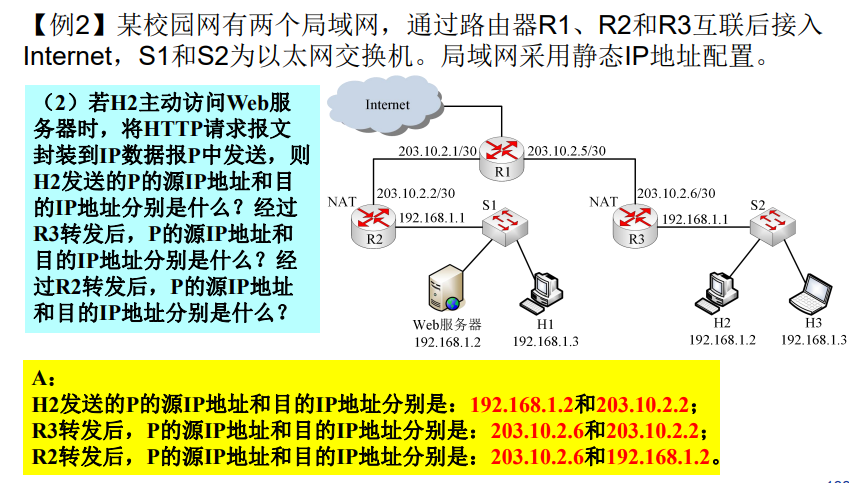 【例2】某校园网有两个局域网，通过路由器R1、R2和R3互联后接入
Internet，S1和S2为以太网交换机。局域网采用静态IP地址配置。
（2）若H2主动访问Web服
务器时，将HTTP请求报文
封装到IP数据报P中发送，则
H2发送的P的源IP地址和目
的IP地址分别是什么？经过
R3转发后，P的源IP地址和
目的IP地址分别是什么？经
过R2转发后，P的源IP地址
和目的IP地址分别是什么？
Internet
203.10.2.1/30
203.10.2.5/30
R1
203.10.2.2/30
203.10.2.6/30
NAT
S1
NAT
S2
192.168.1.1
192.168.1.1
R2
R3
Web服务器
H1
H2
H3
192.168.1.2
192.168.1.3
192.168.1.2
192.168.1.3
A：
H2发送的P的源IP地址和目的IP地址分别是：192.168.1.2和203.10.2.2；
R3转发后，P的源IP地址和目的IP地址分别是：203.10.2.6和203.10.2.2；
R2转发后，P的源IP地址和目的IP地址分别是：203.10.2.6和192.168.1.2。